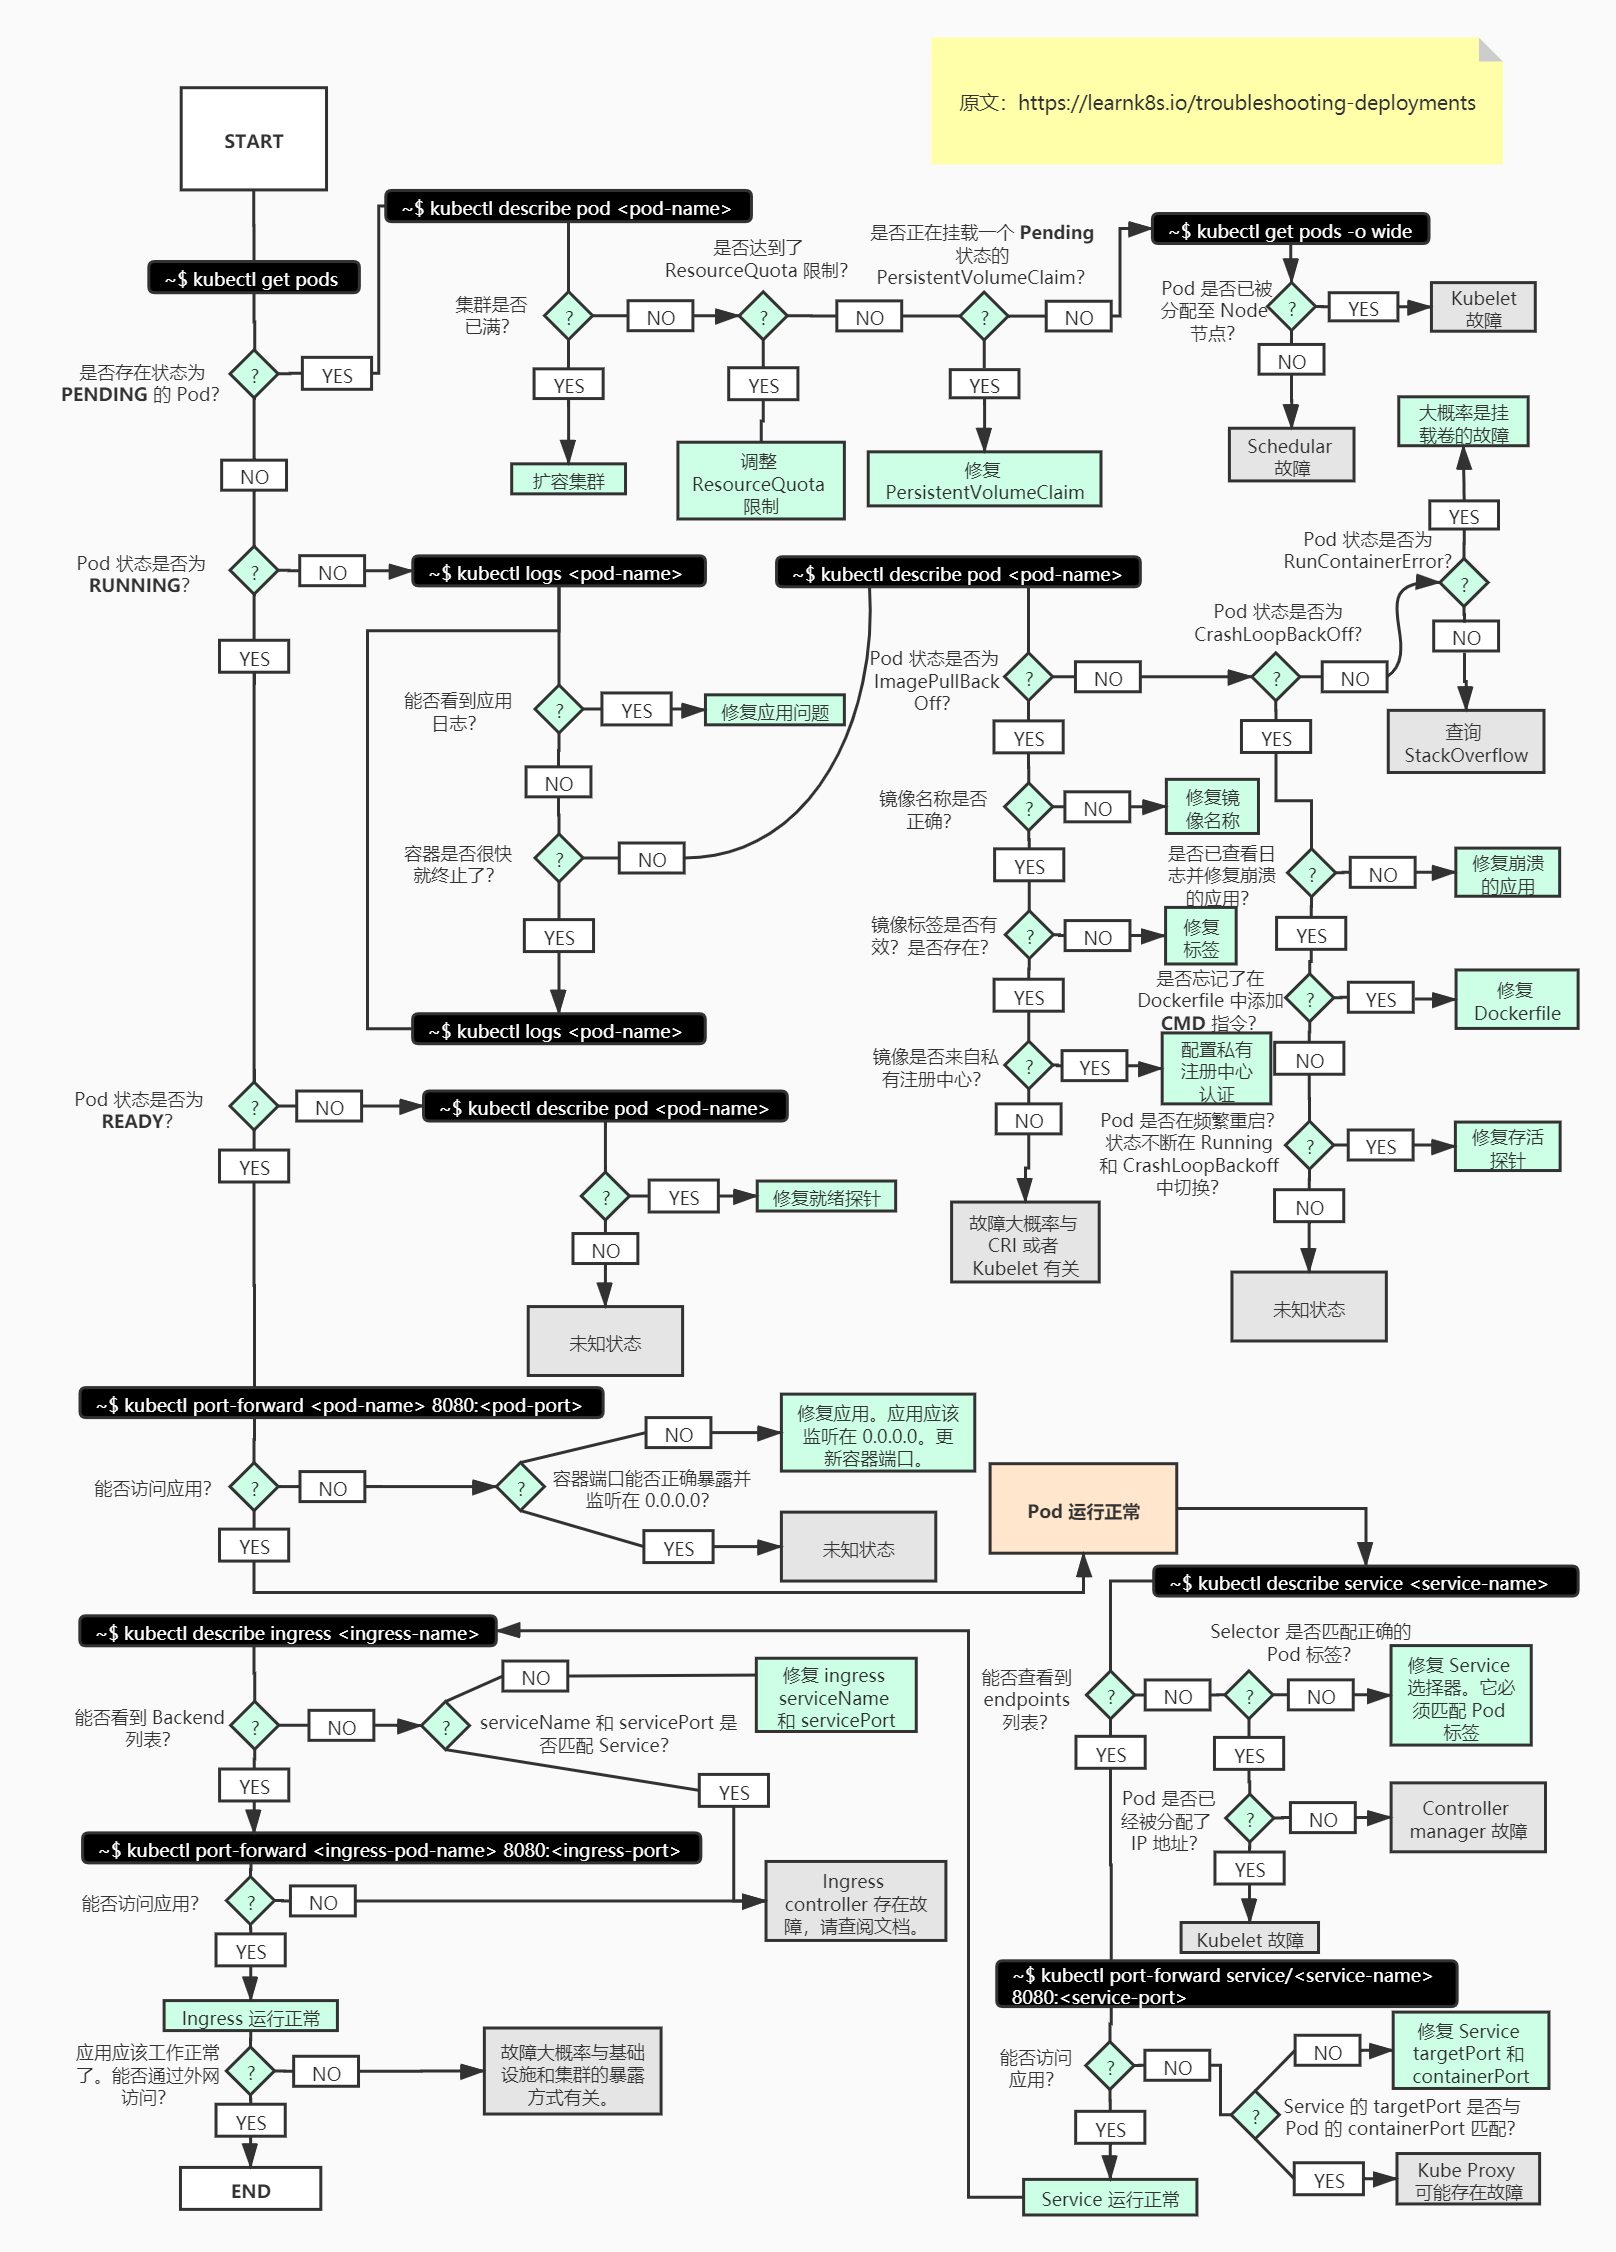 原文：https://learnk8s.io/troubleshooting-deployments
START
~$ kubectl get pods
是否存在状态为
PENDING 的 Pod?
?
YES
NO
~$ kubectl describe pod <pod-name>
集群是否
已满?
?
NO
YES
扩容集群
是否达到了
ResourceQuota 限制?
?
NO
YES
调整
ResourceQuota
限制
是否正在挂载一个 Pending
状态的
PersistentVolumeClaim?
?
NO
YES
修复
PersistentVolumeClaim
~$ kubectl get pods -o wide
Pod 是否已被
分配至 Node
节点?
?
YES
Kubelet
故障
NO
Schedular
故障
Pod 状态是否为
RUNNING?
?
NO
YES
~$ kubectl logs <pod-name>
能否看到应用
日志?
?
YES
修复应用问题
NO
容器是否很快
就终止了?
?
NO
YES
~$ kubectl logs <pod-name>
~$ kubectl describe pod <pod-name>
Pod 状态是否为
ImagePullBack
Off?
?
NO
YES
镜像名称是否
正确?
?
NO
修复镜
像名称
YES
镜像标签是否有
效？是否存在?
?
NO
修复
标签
YES
镜像是否来自私
有注册中心?
?
YES
配置私有
注册中心
认证
NO
故障大概率与
CRI 或者
Kubelet 有关
Pod 状态是否为
CrashLoopBackOff?
?
NO
YES
Pod 状态是否为
RunContainerError?
?
YES
大概率是挂
载卷的故障
NO
查询
StackOverflow
是否已查看日
志并修复崩溃
的应用?
?
NO
修复崩溃
的应用
YES
是否忘记了在
Dockerfile 中添加
CMD 指令?
?
YES
修复
Dockerfile
NO
Pod 是否在频繁重启?
状态不断在 Running
和 CrashLoopBackoff
中切换?
?
YES
修复存活
探针
NO
未知状态
Pod 状态是否为
READY?
?
NO
YES
~$ kubectl describe pod <pod-name>
?
YES
修复就绪探针
NO
未知状态
~$ kubectl port-forward <pod-name> 8080:<pod-port>
能否访问应用?
?
NO
YES
?
容器端口能否正确暴露并
监听在 0.0.0.0?
NO
修复应用。应用应该
监听在 0.0.0.0。更
新容器端口。
YES
未知状态
Pod 运行正常
~$ kubectl describe service <service-name>
能否查看到
endpoints
列表?
?
NO
YES
Selector 是否匹配正确的
Pod 标签?
?
NO
修复 Service
选择器。它必
须匹配 Pod
标签
YES
Pod 是否已
经被分配了
IP 地址?
?
NO
Controller
manager 故障
YES
Kubelet 故障
~$ kubectl port-forward service/<service-name>
8080:<service-port>
能否访问
应用?
?
NO
YES
Service 运行正常
?
Service 的 targetPort 是否与
Pod 的 containerPort 匹配?
NO
修复 Service
targetPort 和
containerPort
YES
Kube Proxy
可能存在故障
~$ kubectl describe ingress <ingress-name>
能否看到 Backend
列表?
?
NO
YES
?
serviceName 和 servicePort 是
否匹配 Service?
NO
修复 ingress
serviceName
和 servicePort
YES
~$ kubectl port-forward <ingress-pod-name> 8080:<ingress-port>
能否访问应用?
?
NO
Ingress
controller 存在故
障，请查阅文档。
YES
Ingress 运行正常
应用应该工作正常
了。能否通过外网
访问?
?
NO
故障大概率与基础
设施和集群的暴露
方式有关。
YES
END